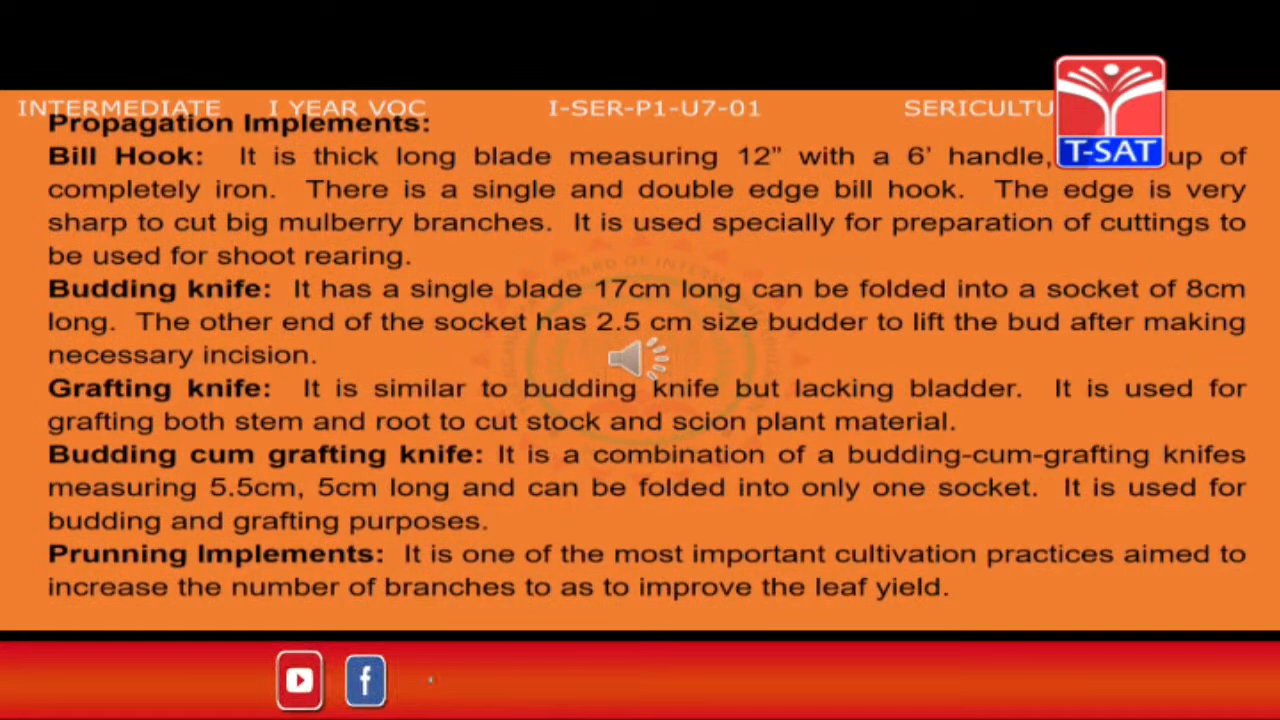 INTERMEDIATE I YEAR VOC I-SER-P1-U7-01 SERICULTU
Propagation Implements:
Bill Hook: It is thick long blade measuring 12” with a 6’ handle, up of
completely iron. There is a single and double edge bill hook. The edge is very
sharp to cut big mulberry branches. It is used specially for preparation of cuttings to
be used for shoot rearing.
Budding knife: It has a single blade 17cm long can be folded into a socket of 8cm
long. The other end of the socket has 2.5 cm size budder to lift the bud after making
necessary incision.
Grafting knife: It is similar to budding knife but lacking bladder. It is used for
grafting both stem and root to cut stock and scion plant material.
Budding cum grafting knife: It is a combination of a budding-cum-grafting knifes
measuring 5.5cm, 5cm long and can be folded into only one socket. It is used for
budding and grafting purposes.
Prunning Implements: It is one of the most important cultivation practices aimed to
increase the number of branches to as to improve the leaf yield.
T-SAT
BOARD OF INTERM